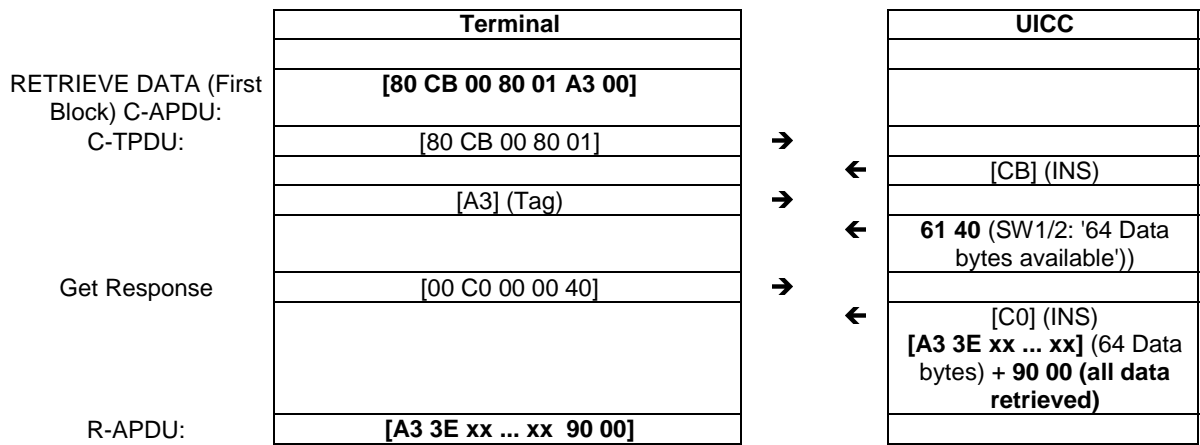 Terminal UICC
RETRIEVE DATA (First [80 CB 00 80 01 A3 00]
Block) C-APDU:
C-TPDU: [80 CB 00 80 01] ➔
🡨 [CB] (INS)
[A3] (Tag) ➔
🡨 61 40 (SW1/2: '64 Data
bytes available'))
Get Response [00 C0 00 00 40] ➔
🡨 [C0] (INS)
[A3 3E xx ... xx] (64 Data
bytes) + 90 00 (all data
retrieved)
R-APDU: [A3 3E xx ... xx 90 00]